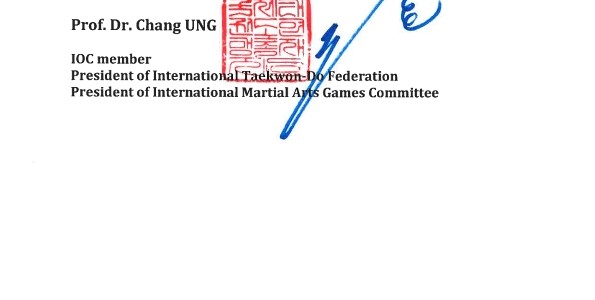 Prof. Dr. Chang UNG
IOC member
President of International Taekwon-Do Federation
President of International Martial Arts Games Committee